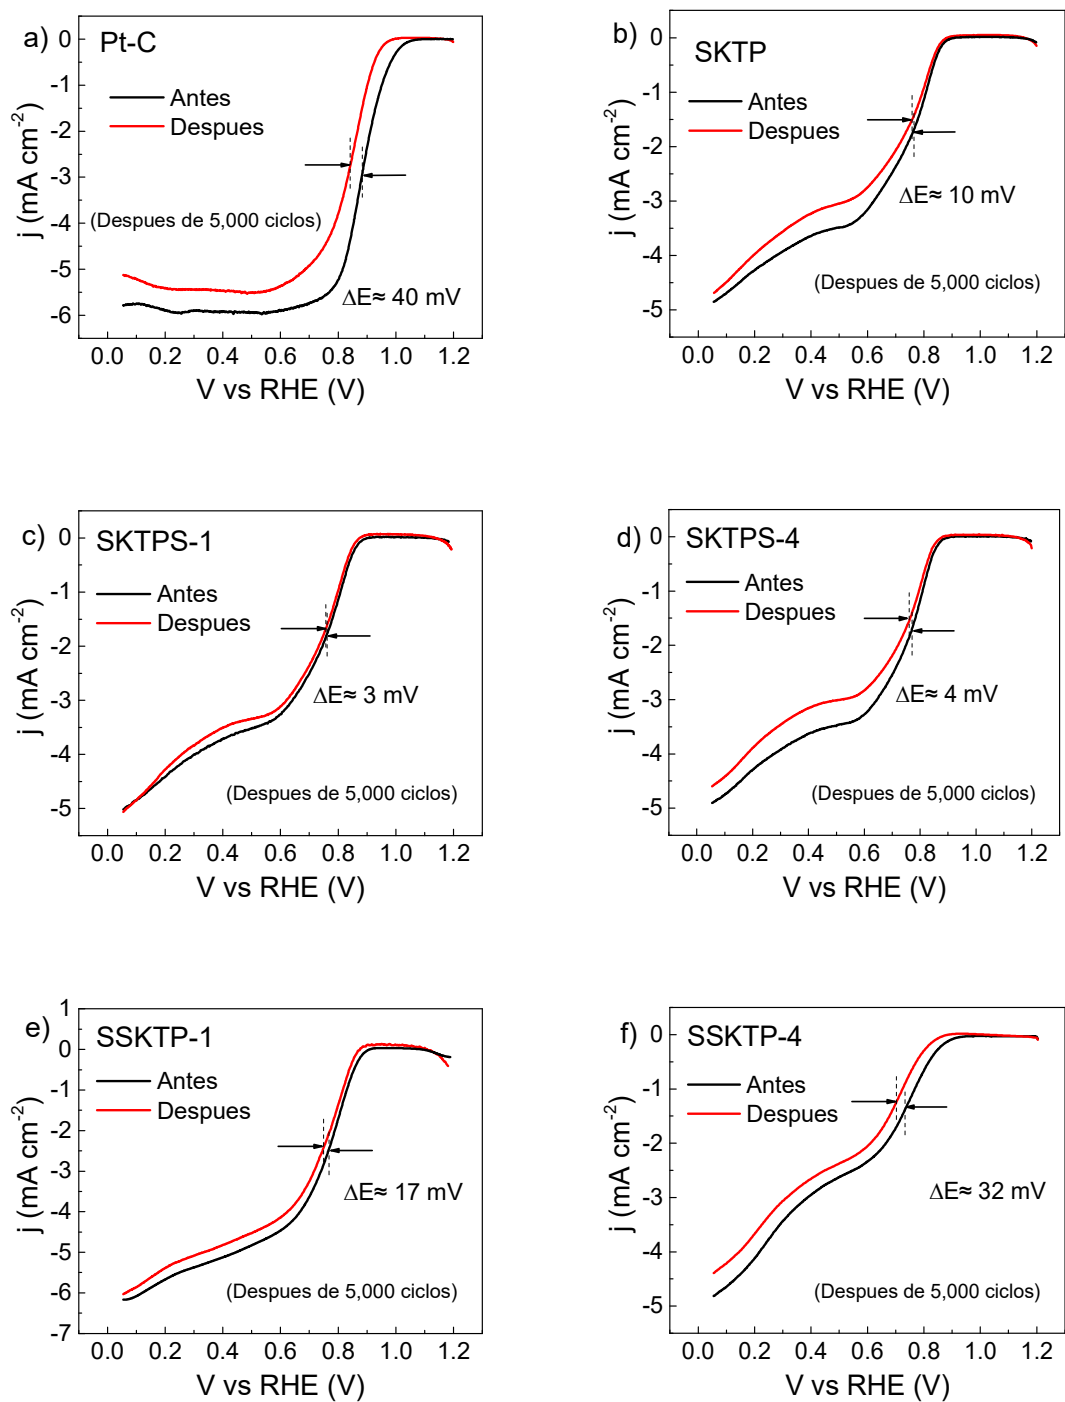 a)
Pt-C
Antes
Despues
(Despues de 5,000 ciclos)
ΔE≈ 40 mV
0
-1
-2
-3
-4
-5
-6
j (mA cm-2)
0.0 0.2 0.4 0.6 0.8 1.0 1.2
V vs RHE (V)
b)
SKTP
Antes
Despues
ΔE≈ 10 mV
(Despues de 5,000 ciclos)
0
-1
-2
-3
-4
-5
j (mA cm-2)
0.0 0.2 0.4 0.6 0.8 1.0 1.2
V vs RHE (V)
c)
SKTPS-1
Antes
Despues
ΔE≈ 3 mV
(Despues de 5,000 ciclos)
0
-1
-2
-3
-4
-5
j (mA cm-2)
0.0 0.2 0.4 0.6 0.8 1.0 1.2
V vs RHE (V)
d)
SKTPS-4
Antes
Despues
ΔE≈ 4 mV
(Despues de 5,000 ciclos)
0
-1
-2
-3
-4
-5
j (mA cm-2)
0.0 0.2 0.4 0.6 0.8 1.0 1.2
V vs RHE (V)
e)
SSKTP-1
Antes
Despues
ΔE≈ 17 mV
(Despues de 5,000 ciclos)
1
0
-1
-2
-3
-4
-5
-6
-7
j (mA cm-2)
0.0 0.2 0.4 0.6 0.8 1.0 1.2
V vs RHE (V)
f)
SSKTP-4
Antes
Despues
ΔE≈ 32 mV
(Despues de 5,000 ciclos)
0
-1
-2
-3
-4
-5
j (mA cm-2)
0.0 0.2 0.4 0.6 0.8 1.0 1.2
V vs RHE (V)